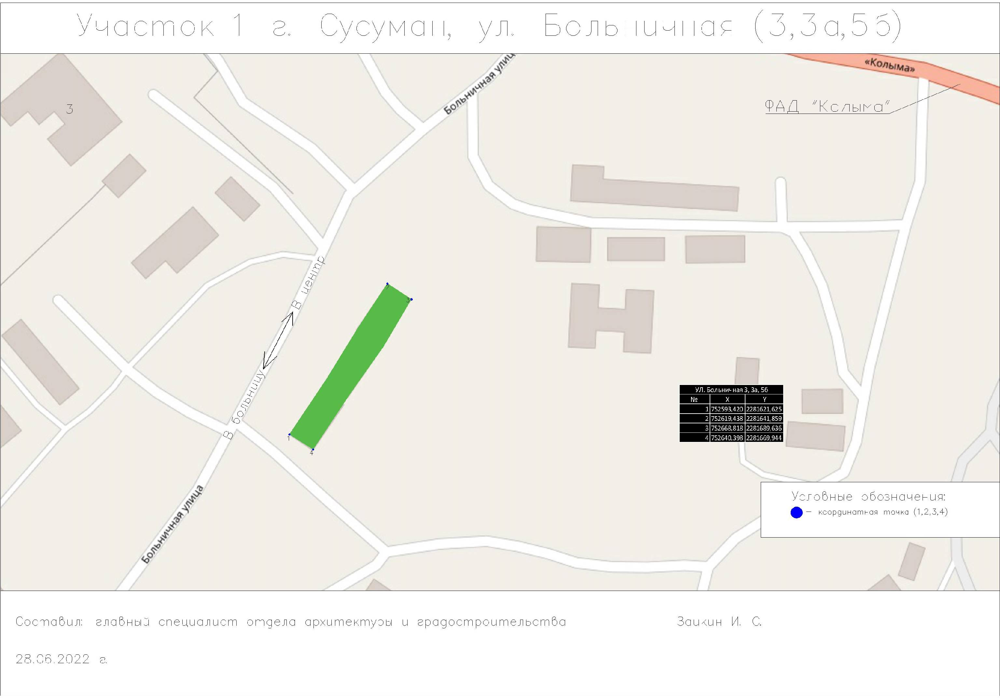 Участок 1 г. Сусуман, ул. Больничная (3,3а,5б)
«Колыма»
Больничная улиц
ФАД "Колыма"
3
В центр
2
3
В больницу
1
4
УЛ. Больничная 3, 3а, 5б
№ X Y
1 752593,420 2281621,625
2 752619,438 2281641,859
3 752668,818 2281689,636
4 752640,398 2281669,944
Больничная улица
Условные обозначения:
– координатная точка (1,2,3,4)
Составил: главный специалист отдела архитектуры и градостроительства Заикин И. С.
28.06.2022 г.